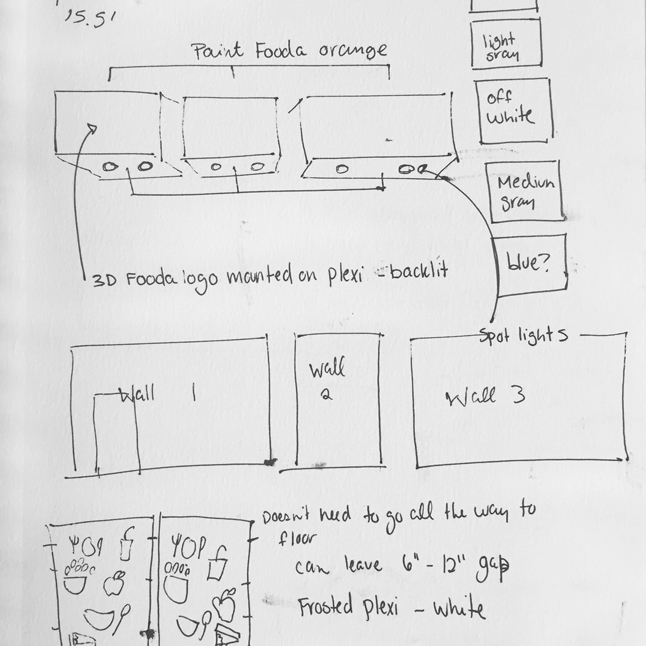 15.51
Paint Fooda orange
light
gray
off
white
Medium
gray
blue?
3D Fooda logo mounted on plexi - backlit
Spot lights
Wall 1
Wall
2
Wall 3
Doesn't need to go all the way to
floor
can leave 6" - 12" gap
Frosted plexi - white